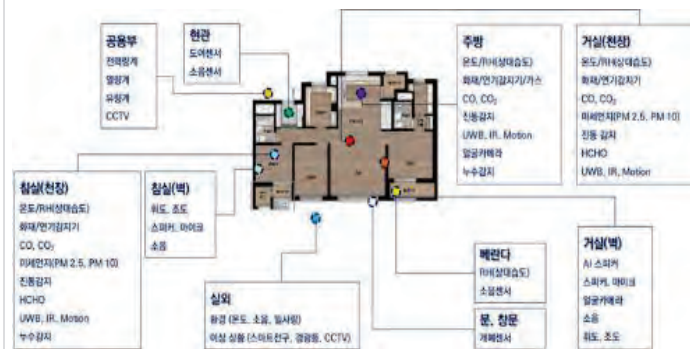 공용부
전력량계
열량계
유량계
CCTV
현관
도어센서
소음센서
주방
온도/RH(상대습도)
화재/연기감지기/가스
CO, CO₂
진동감지
UWB, IR, Motion
얼굴카메라
누수감지
거실(천장)
온도/RH(상대습도)
화재/연기감지기
CO, CO₂
미세먼지(PM 2.5, PM 10)
진동 감지
HCHO
UWB, IR, Motion
침실(천장)
온도/RH(상대습도)
화재/연기감지기
CO, CO₂
미세먼지(PM 2.5, PM 10)
진동감지
HCHO
UWB, IR, Motion
누수감지
침실(벽)
휘도, 조도
스피커, 마이크
소음
실외
환경 (온도, 소음, 일사량)
이상 상황 (스마트전구, 경광등, CCTV)
베란다
RH(상대습도)
소음센서
문, 창문
개폐센서
거실(벽)
AI 스피커
스피커, 마이크
얼굴카메라
소음
휘도, 조도